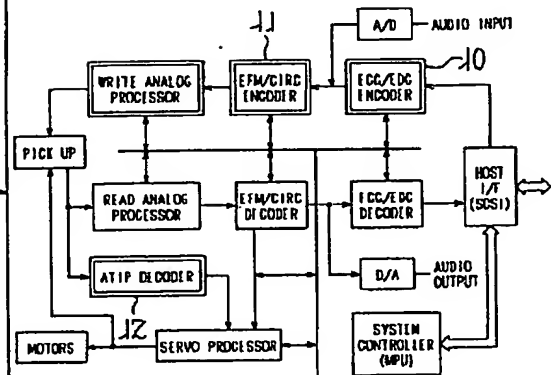 11
A/D
AUDIO INPUT
10
WRITE ANALOG
PROCESSOR
EFM/CIRC
ENCODER
ECC/EDC
ENCODER
PICK UP
READ ANALOG
PROCESSOR
EFM/CIRC
DECODER
ECC/EDC
DECODER
HOST
I/F
(SCSI)
ATIP DECODER
12
D/A
AUDIO
OUTPUT
MOTORS
SERVO PROCESSOR
SYSTEM
CONTROLLER
(MPU)